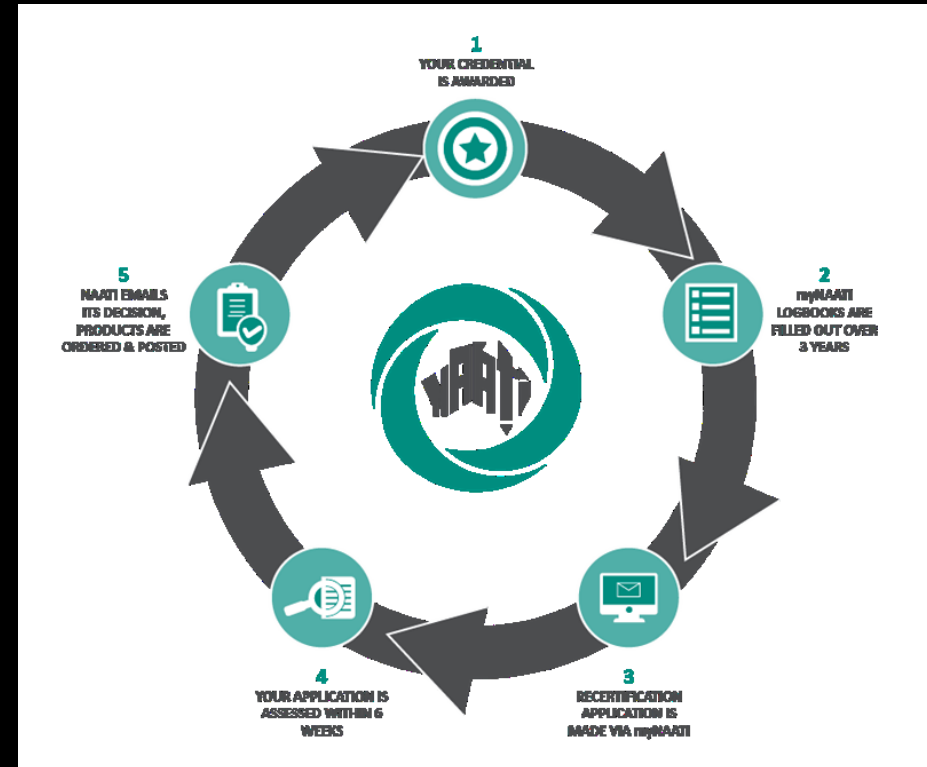 1
YOUR CREDENTIAL
IS AWARDED
2
myNAATI
LOGBOOKS ARE
FILLED OUT OVER
3 YEARS
3
RECERTIFICATION
APPLICATION IS
MADE VIA myNAATI
4
YOUR APPLICATION IS
ASSESSED WITHIN 6
WEEKS
5
NAATI EMAILS
ITS DECISION,
PRODUCTS ARE
ORDERED & POSTED
NAATI